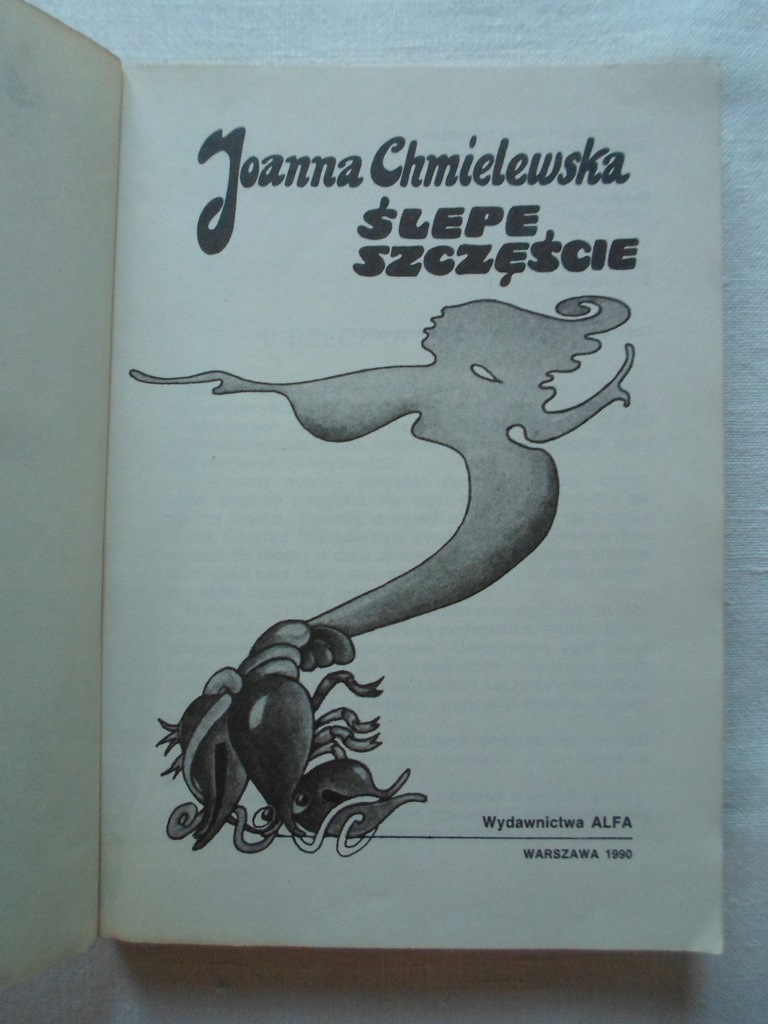 Joanna Chmielewska
ŚLEPE
SZCZĘŚCIE
Wydawnictwa ALFA
WARSZAWA 1990